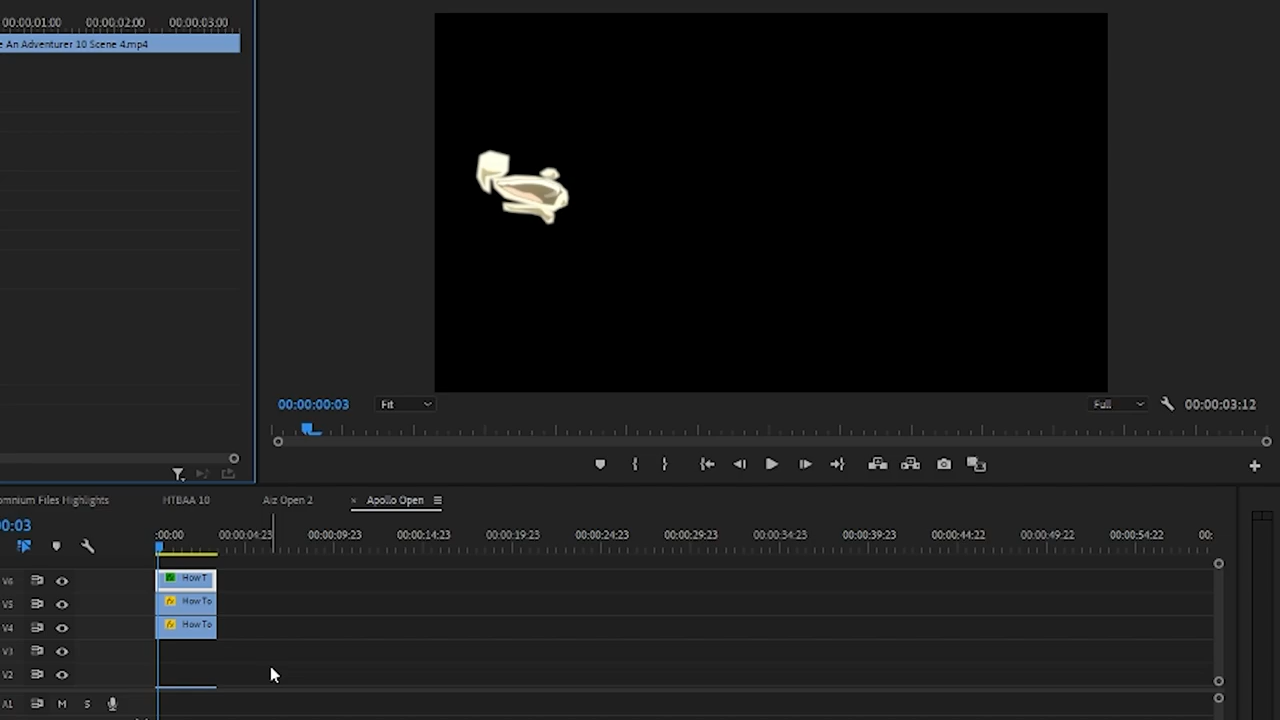 00:00:01:00 00:00:02:00 00:00:03:00
e An Adventurer 10 Scene 4.mp4
00:00:00:03 Fit Full 00:00:03:12
omnium Files Highlights HTBAA 10 Aiz Open 2 × Apollo Open
00:03
:00:00 00:00:04:23 00:00:09:23 00:00:14:23 00:00:19:23 00:00:24:23 00:00:29:23 00:00:34:23 00:00:39:23 00:00:44:22 00:00:49:22 00:00:54:22 00:
V6 fx How T
V5 fx How To
V4 fx How To
V3
V2
A1 M S